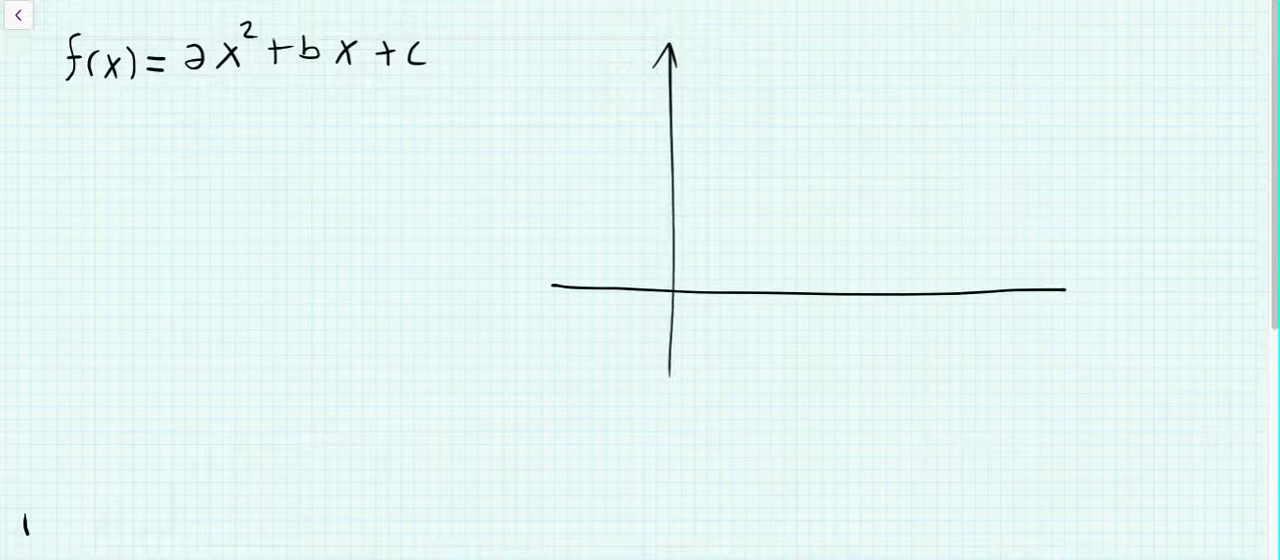 f(x) = ax² + bx + c